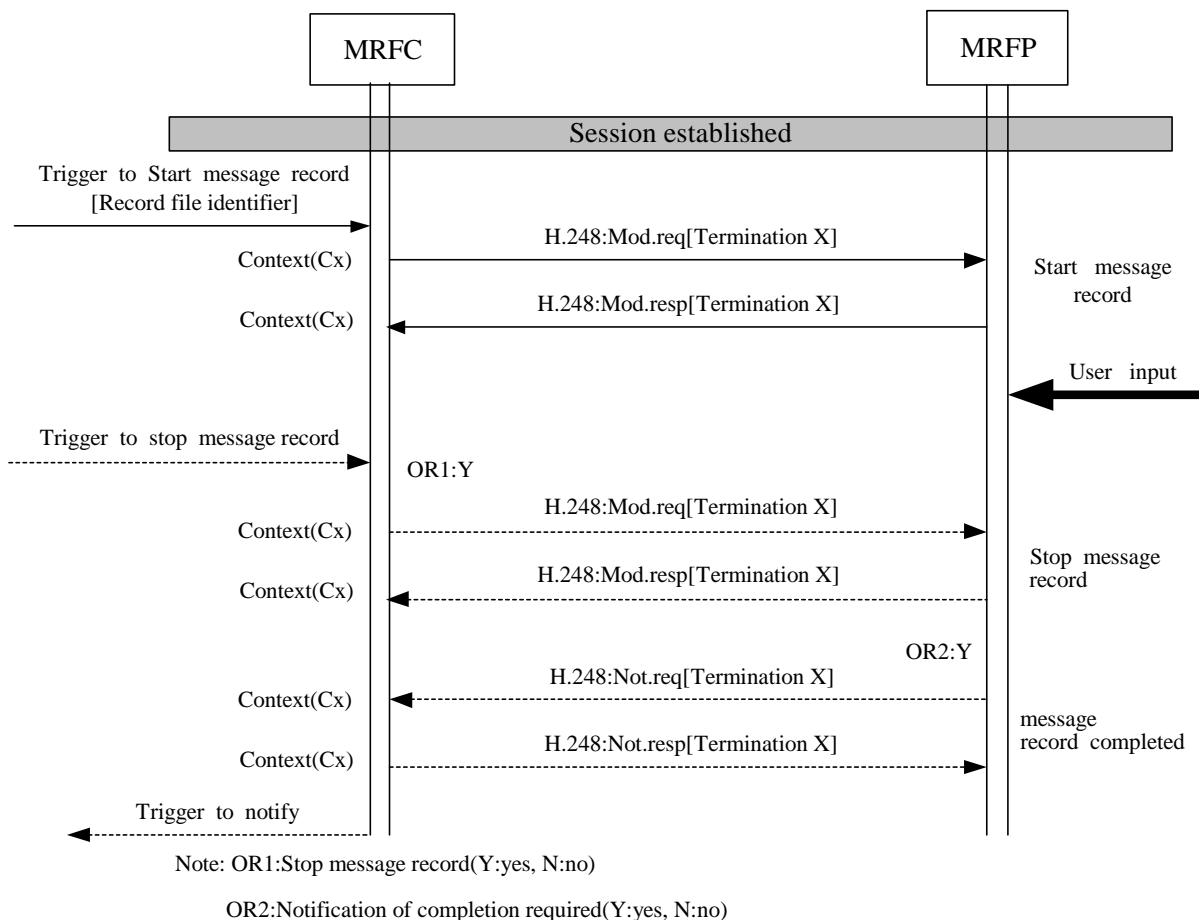 MRFC
MRFP
Session established
Trigger to Start message record
[Record file identifier]
H.248:Mod.req[Termination X]
Context(Cx)
Start message
record
H.248:Mod.resp[Termination X]
Context(Cx)
User input
Trigger to stop message record
OR1:Y
H.248:Mod.req[Termination X]
Context(Cx)
Stop message
record
H.248:Mod.resp[Termination X]
Context(Cx)
OR2:Y
H.248:Not.req[Termination X]
Context(Cx)
message
record completed
H.248:Not.resp[Termination X]
Context(Cx)
Trigger to notify
Note: OR1:Stop message record(Y:yes, N:no)
OR2:Notification of completion required(Y:yes, N:no)